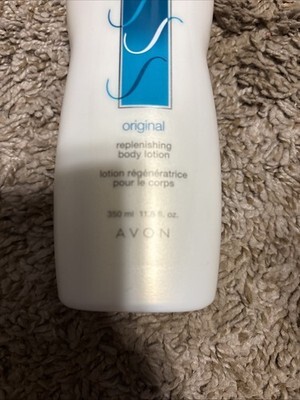 original
replenishing
body lotion
lotion régénératrice
pour le corps
350 ml 11.8 fl. oz.
AVON